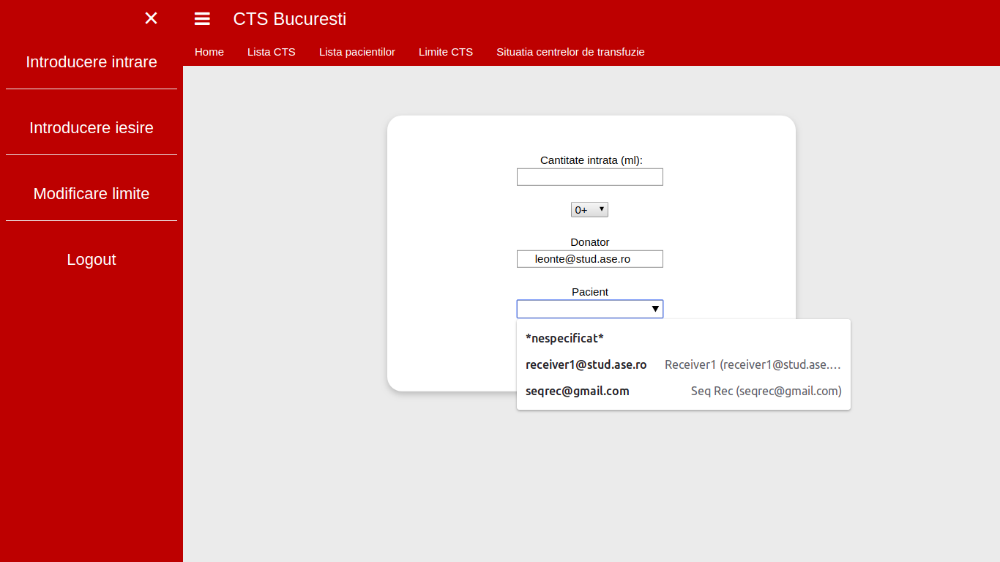 ×
CTS Bucuresti
Home Lista CTS Lista pacientilor Limite CTS Situatia centrelor de transfuzie
Introducere intrare
Introducere iesire
Modificare limite
Logout
Cantitate intrata (ml):
0+
Donator
leonte@stud.ase.ro
Pacient
*nespecificat*
receiver1@stud.ase.ro Receiver1 (receiver1@stud.ase....
seqrec@gmail.com Seq Rec (seqrec@gmail.com)